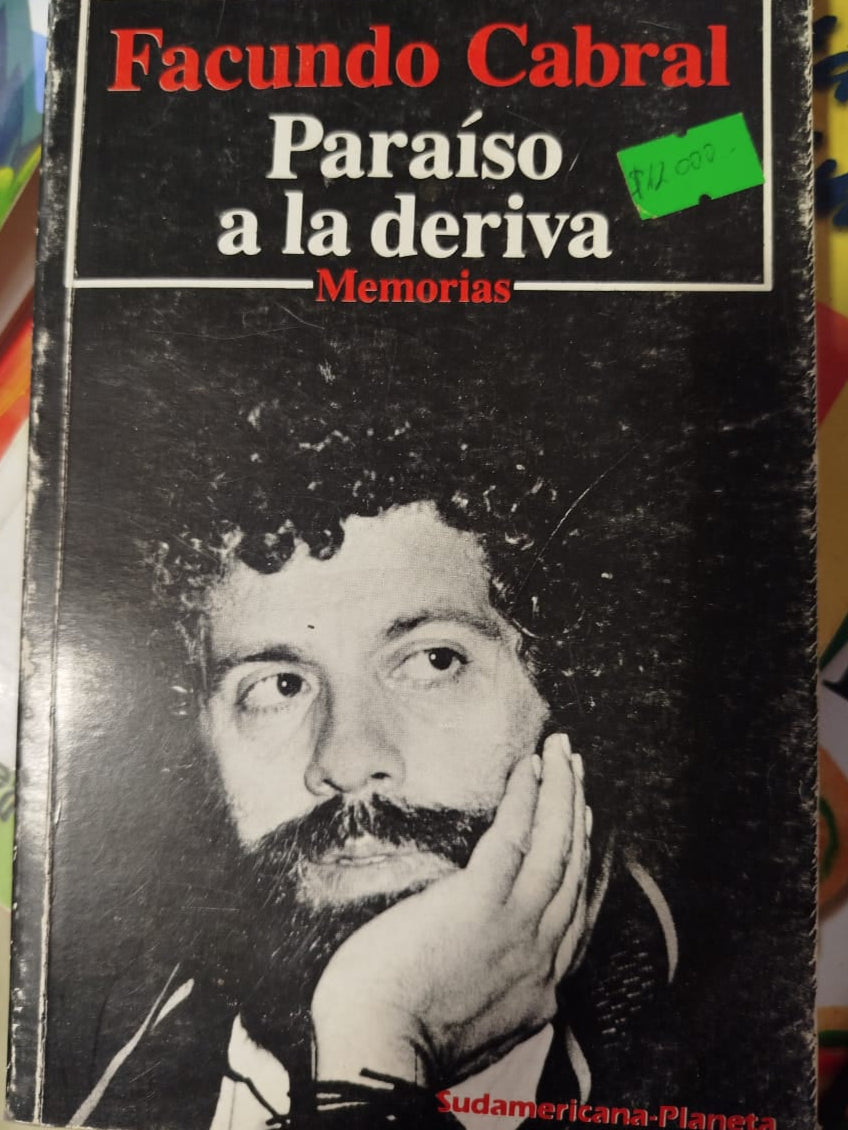 Facundo Cabral
Paraíso
$12 000.-
a la deriva
Memorias
Sudamericana-Planeta